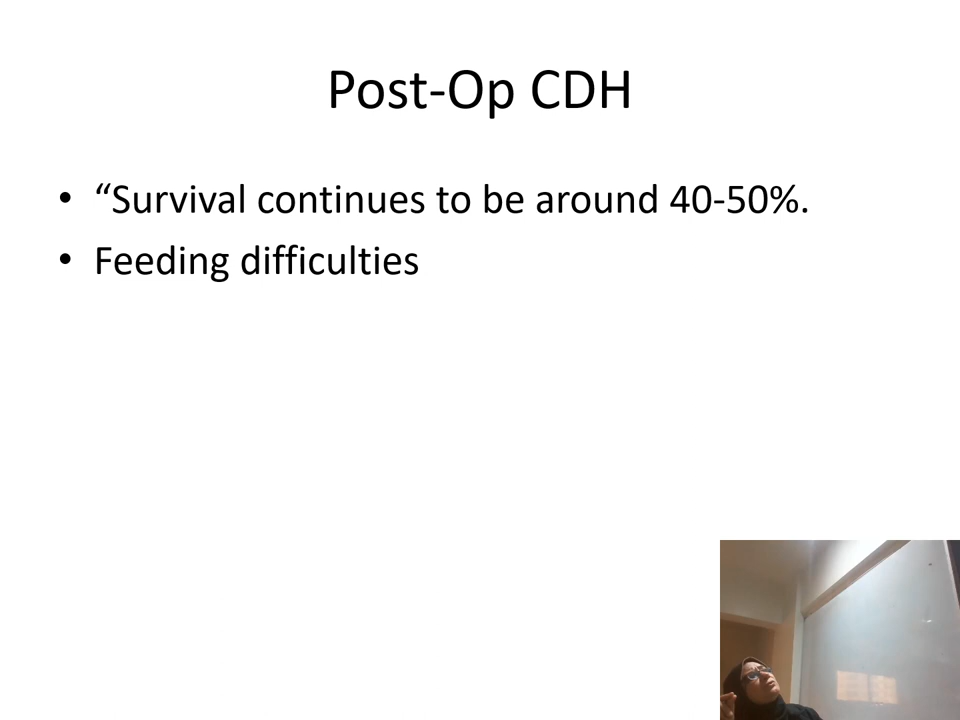 Post-Op CDH
• “Survival continues to be around 40-50%.
• Feeding difficulties